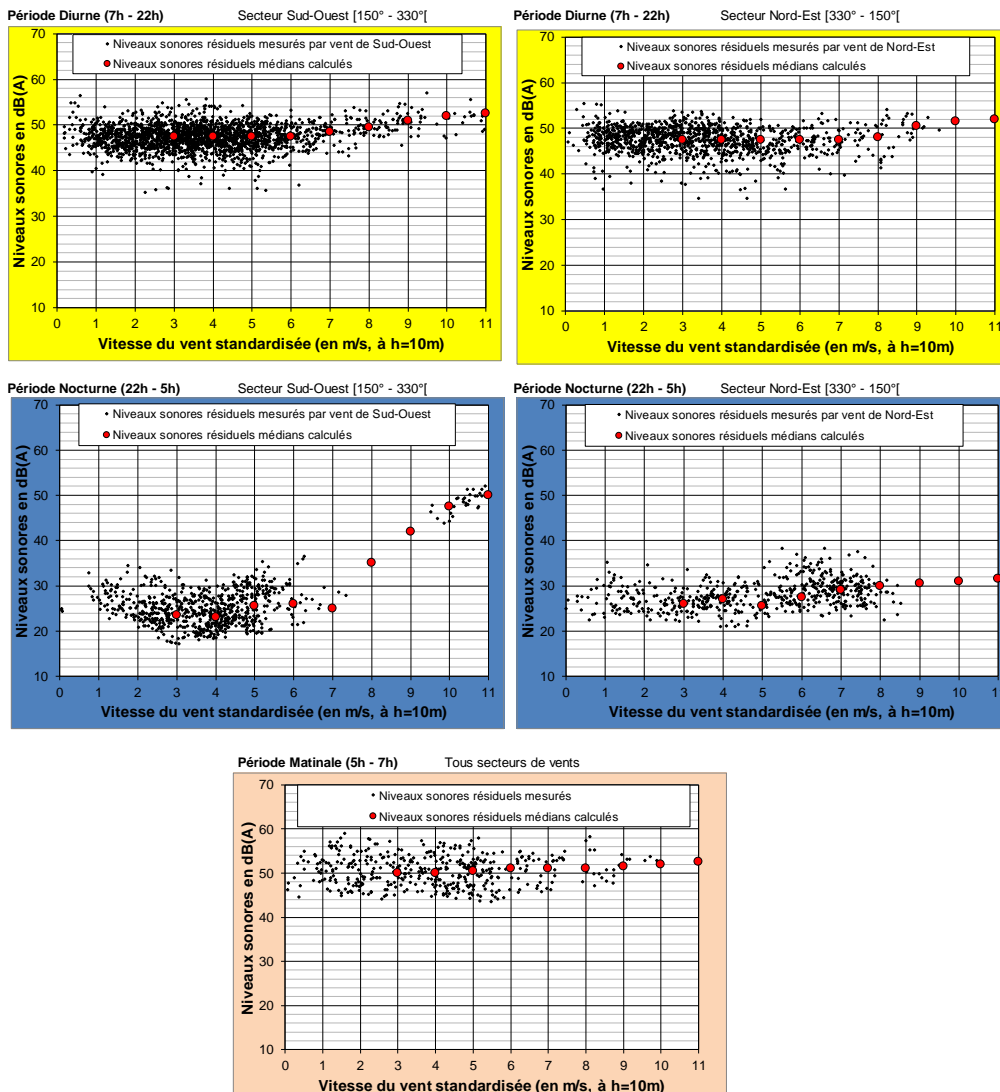 Période Diurne (7h - 22h) Secteur Sud-Ouest [150° - 330°[
70
60
50
40
30
20
10
Niveaux sonores en dB(A)
Niveaux sonores résiduels mesurés par vent de Sud-Ouest
Niveaux sonores résiduels médians calculés
0 1 2 3 4 5 6 7 8 9 10 11
Vitesse du vent standardisée (en m/s, à h=10m)
Période Diurne (7h - 22h) Secteur Nord-Est [330° - 150°[
70
60
50
40
30
20
10
Niveaux sonores en dB(A)
Niveaux sonores résiduels mesurés par vent de Nord-Est
Niveaux sonores résiduels médians calculés
0 1 2 3 4 5 6 7 8 9 10 11
Vitesse du vent standardisée (en m/s, à h=10m)
Période Nocturne (22h - 5h) Secteur Sud-Ouest [150° - 330°[
70
60
50
40
30
20
10
Niveaux sonores en dB(A)
Niveaux sonores résiduels mesurés par vent de Sud-Ouest
Niveaux sonores résiduels médians calculés
0 1 2 3 4 5 6 7 8 9 10 11
Vitesse du vent standardisée (en m/s, à h=10m)
Période Nocturne (22h - 5h) Secteur Nord-Est [330° - 150°[
70
60
50
40
30
20
10
Niveaux sonores en dB(A)
Niveaux sonores résiduels mesurés par vent de Nord-Est
Niveaux sonores résiduels médians calculés
0 1 2 3 4 5 6 7 8 9 10 11
Vitesse du vent standardisée (en m/s, à h=10m)
Période Matinale (5h - 7h) Tous secteurs de vents
70
60
50
40
30
20
10
Niveaux sonores en dB(A)
Niveaux sonores résiduels mesurés
Niveaux sonores résiduels médians calculés
0 1 2 3 4 5 6 7 8 9 10 11
Vitesse du vent standardisée (en m/s, à h=10m)